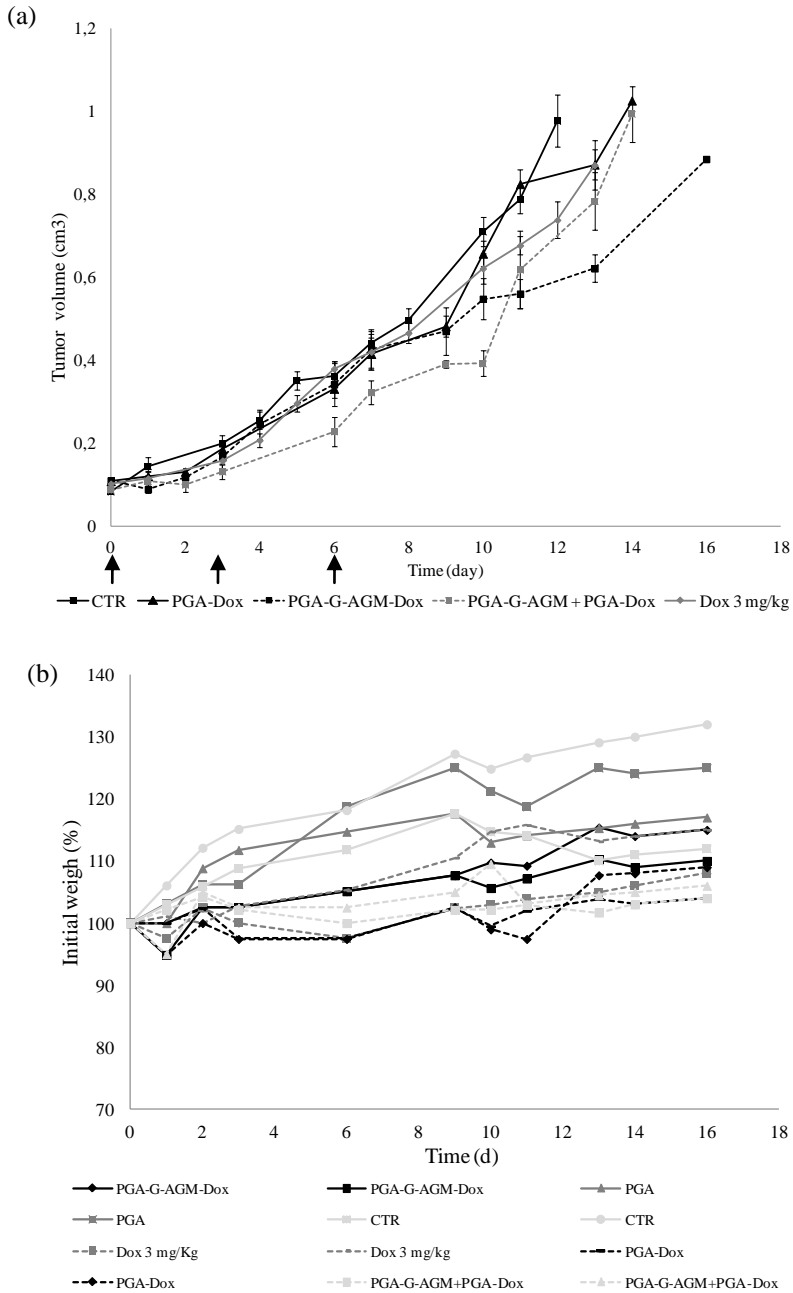 (a)
1,2
1
0,8
0,6
0,4
0,2
0
Tumor volume (cm3)
0 2 4 6 8 10 12 14 16 18
Time (day)
CTR PGA-Dox PGA-G-AGM-Dox PGA-G-AGM + PGA-Dox Dox 3 mg/kg
(b)
140
130
120
110
100
90
80
70
Initial weigh (%)
0 2 4 6 8 10 12 14 16 18
Time (d)
PGA-G-AGM-Dox PGA-G-AGM-Dox PGA
PGA CTR CTR
Dox 3 mg/Kg Dox 3 mg/kg PGA-Dox
PGA-Dox PGA-G-AGM+PGA-Dox PGA-G-AGM+PGA-Dox